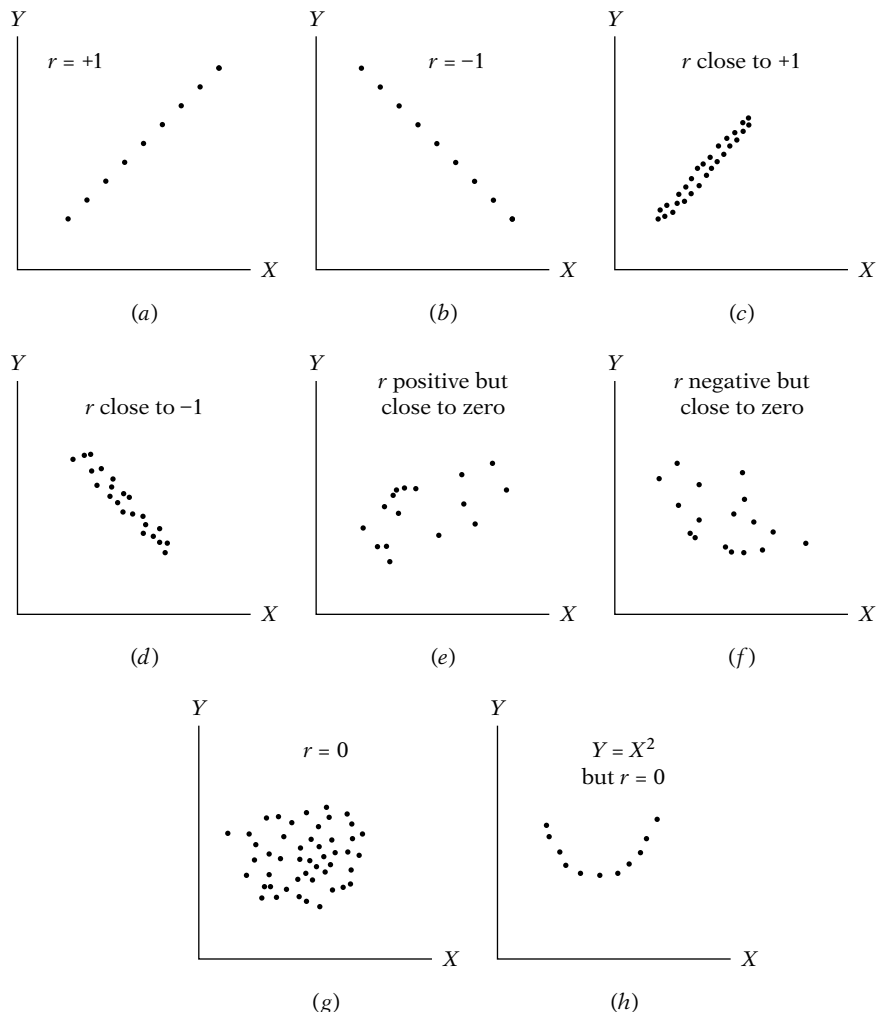 Y
r = +1
X
(a)
Y
r = −1
X
(b)
Y
r close to +1
X
(c)
Y
r close to −1
X
(d)
Y
r positive but
close to zero
X
(e)
Y
r negative but
close to zero
X
(f)
Y
r = 0
X
(g)
Y
Y = X²
but r = 0
X
(h)